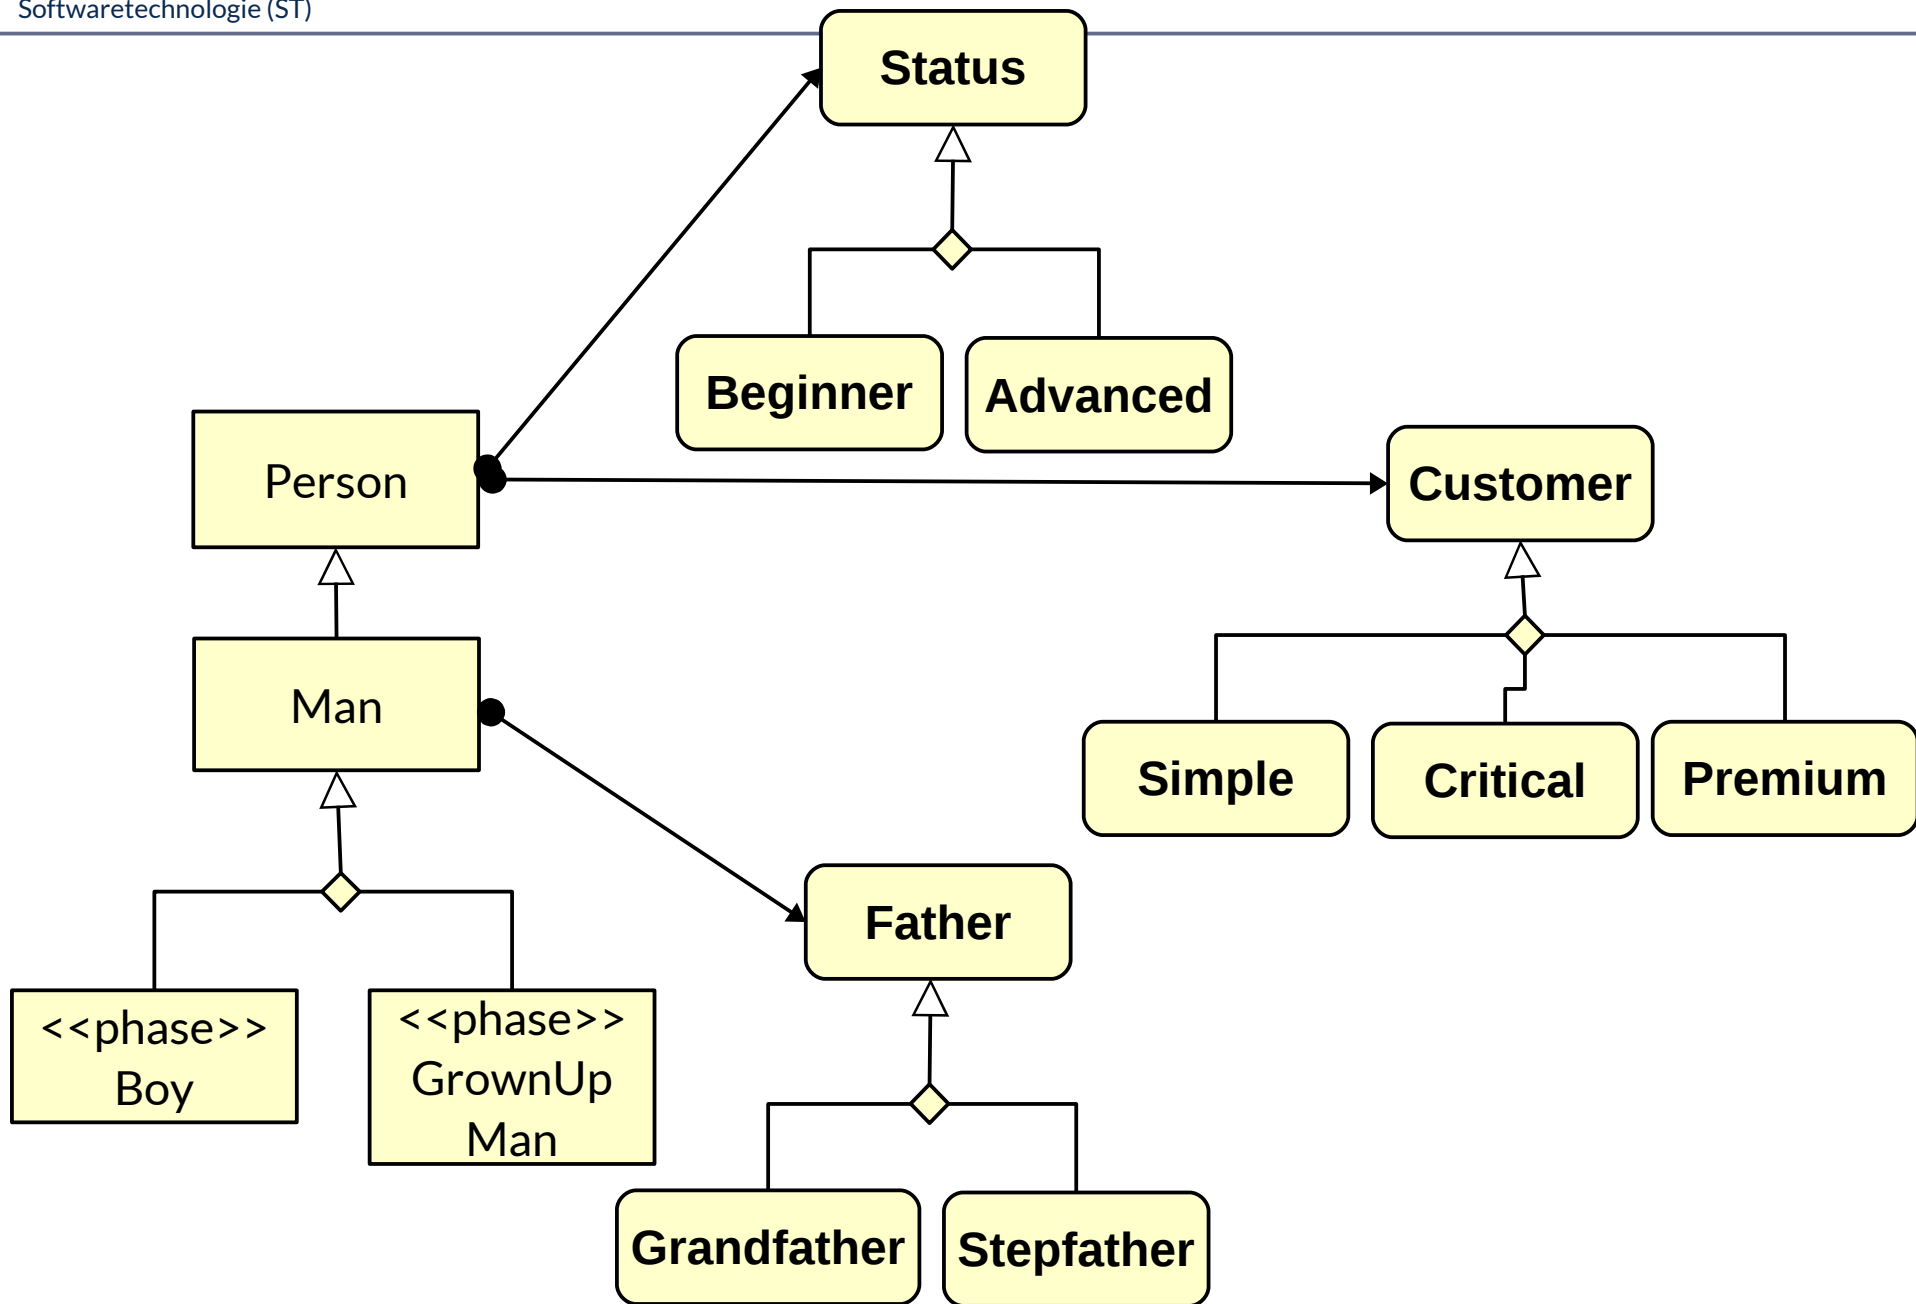 Softwaretechnologie (ST)
Status
Beginner
Advanced
Person
Customer
Man
Simple
Critical
Premium
Father
<<phase>>
Boy
<<phase>>
GrownUp
Man
Grandfather
Stepfather